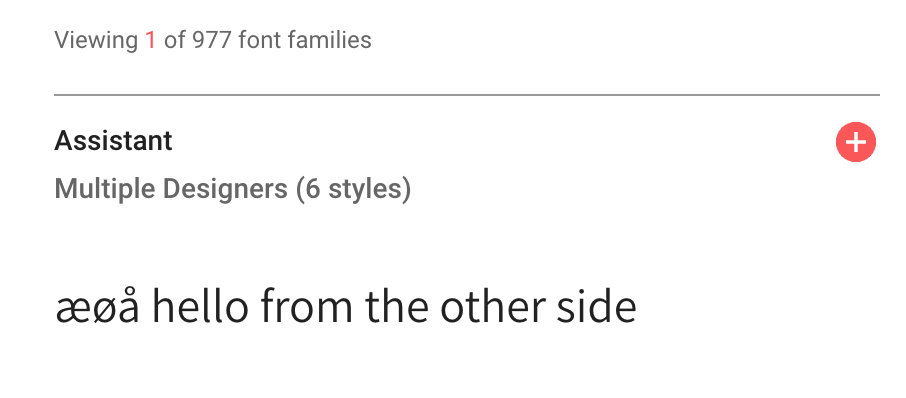 Viewing 1 of 977 font families
Assistant
Multiple Designers (6 styles)
æøå hello from the other side